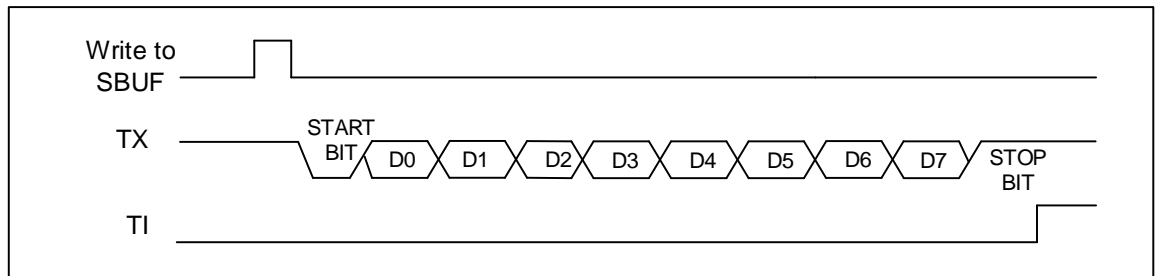 Write to
SBUF
TX
START
BIT
D0 D1 D2 D3 D4 D5 D6 D7
STOP
BIT
TI